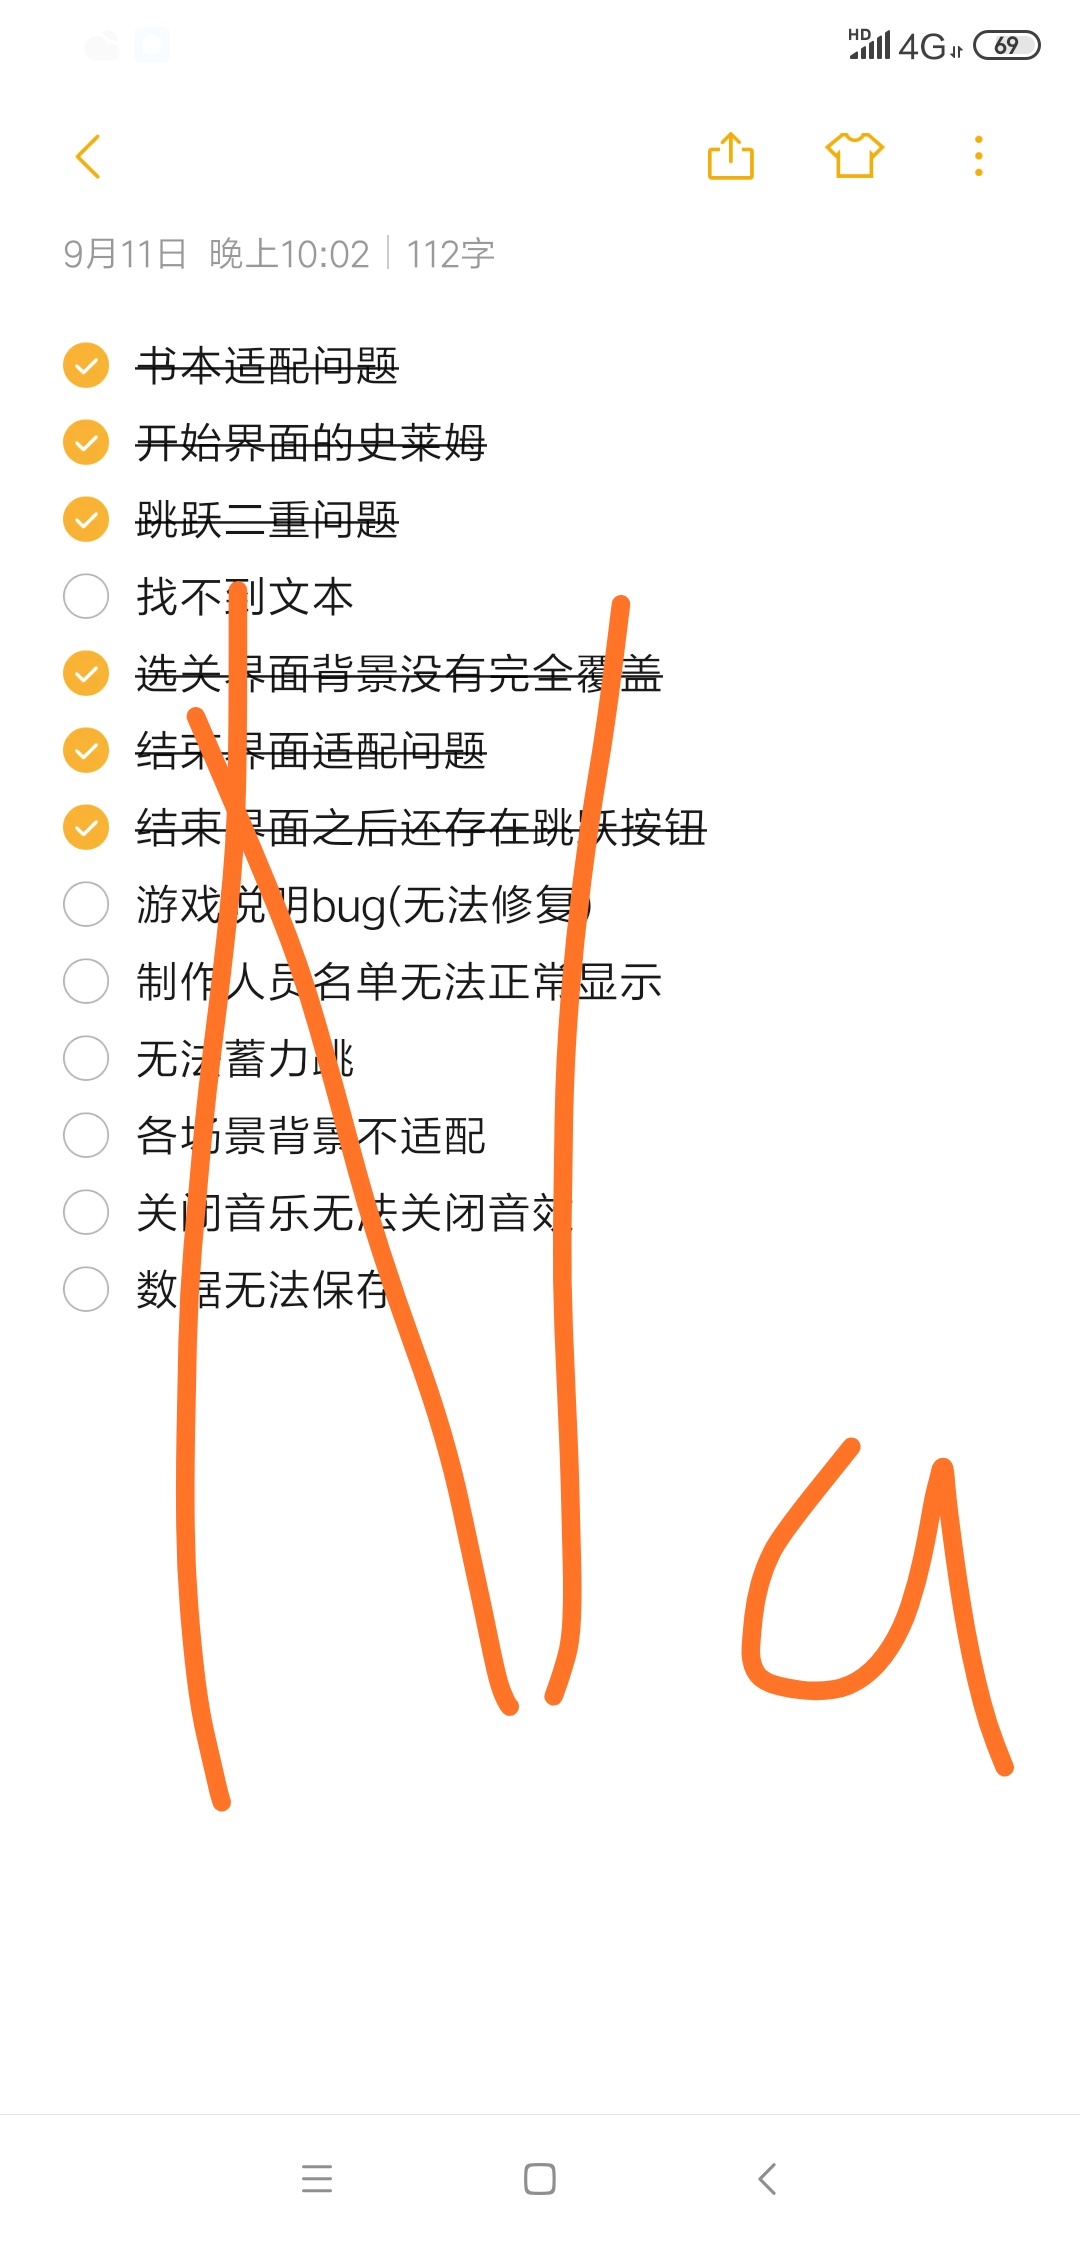 HD 4G 69
9月11日 晚上10:02 | 112字
书本适配问题
开始界面的史莱姆
跳跃二重问题
找不到文本
选关界面背景没有完全覆盖
结束界面适配问题
结束界面之后还存在跳跃按钮
游戏说明bug(无法修复)
制作人员名单无法正常显示
无法蓄力跳
各场景背景不适配
关闭音乐无法关闭音效
数据无法保存
Na